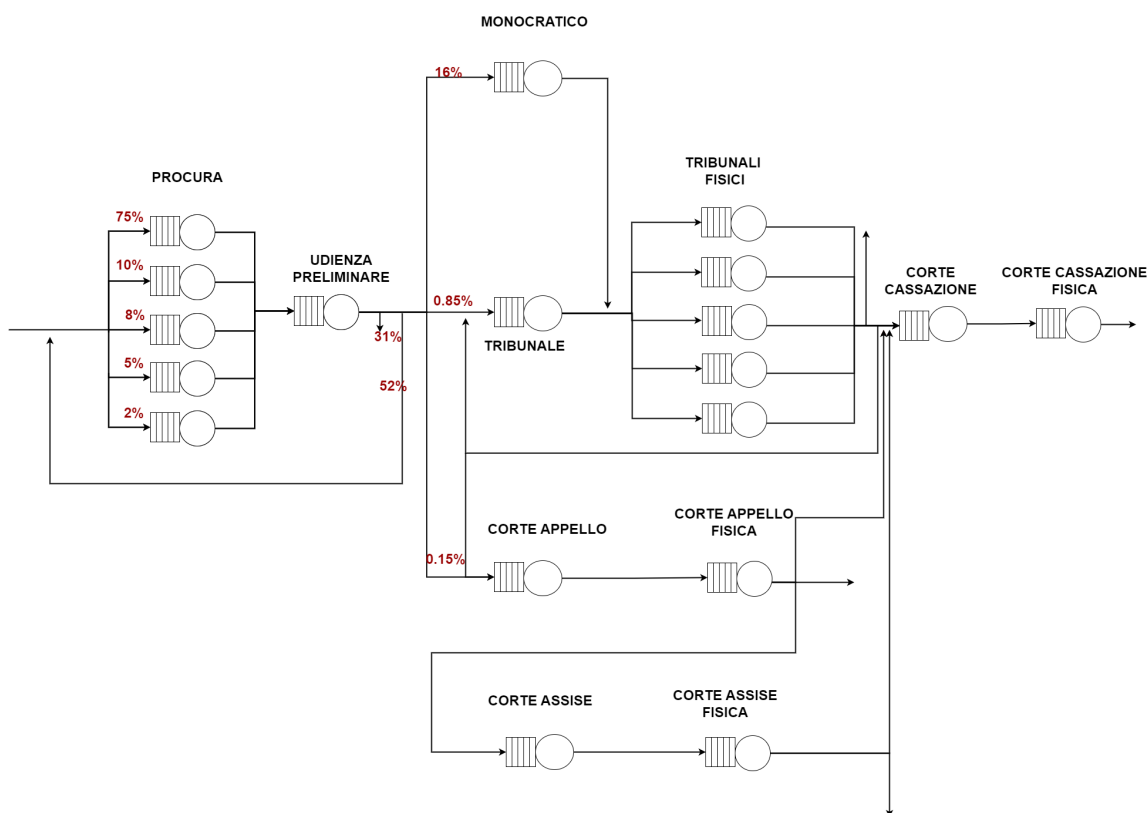 MONOCRATICO
16%
TRIBUNALI
FISICI
PROCURA
75%
10%
8%
5%
2%
UDIENZA
PRELIMINARE
31%
52%
0.85%
TRIBUNALE
CORTE
CASSAZIONE
CORTE CASSAZIONE
FISICA
CORTE APPELLO
0.15%
CORTE APPELLO
FISICA
CORTE ASSISE
CORTE ASSISE
FISICA